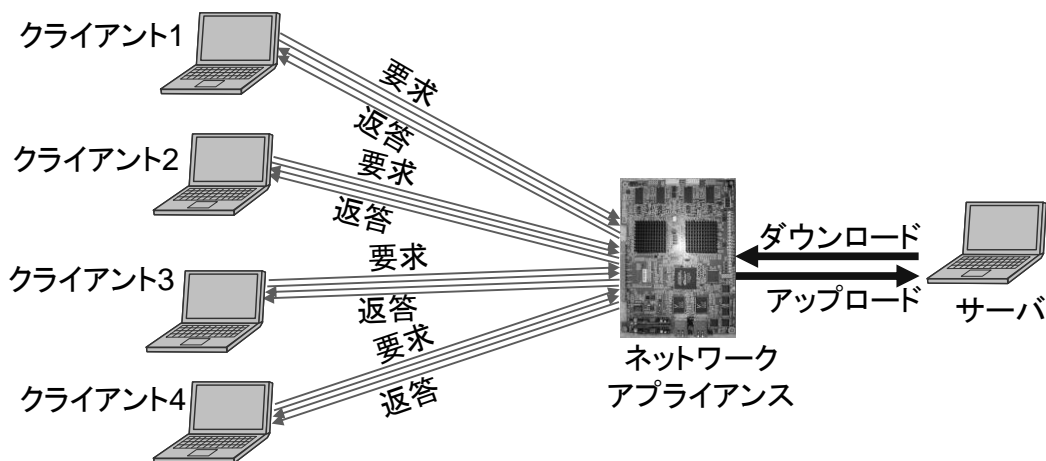 クライアント1
要求
返答
クライアント2
要求
返答
クライアント3
要求
返答
クライアント4
要求
返答
ネットワーク
アプライアンス
ダウンロード
アップロード
サーバ